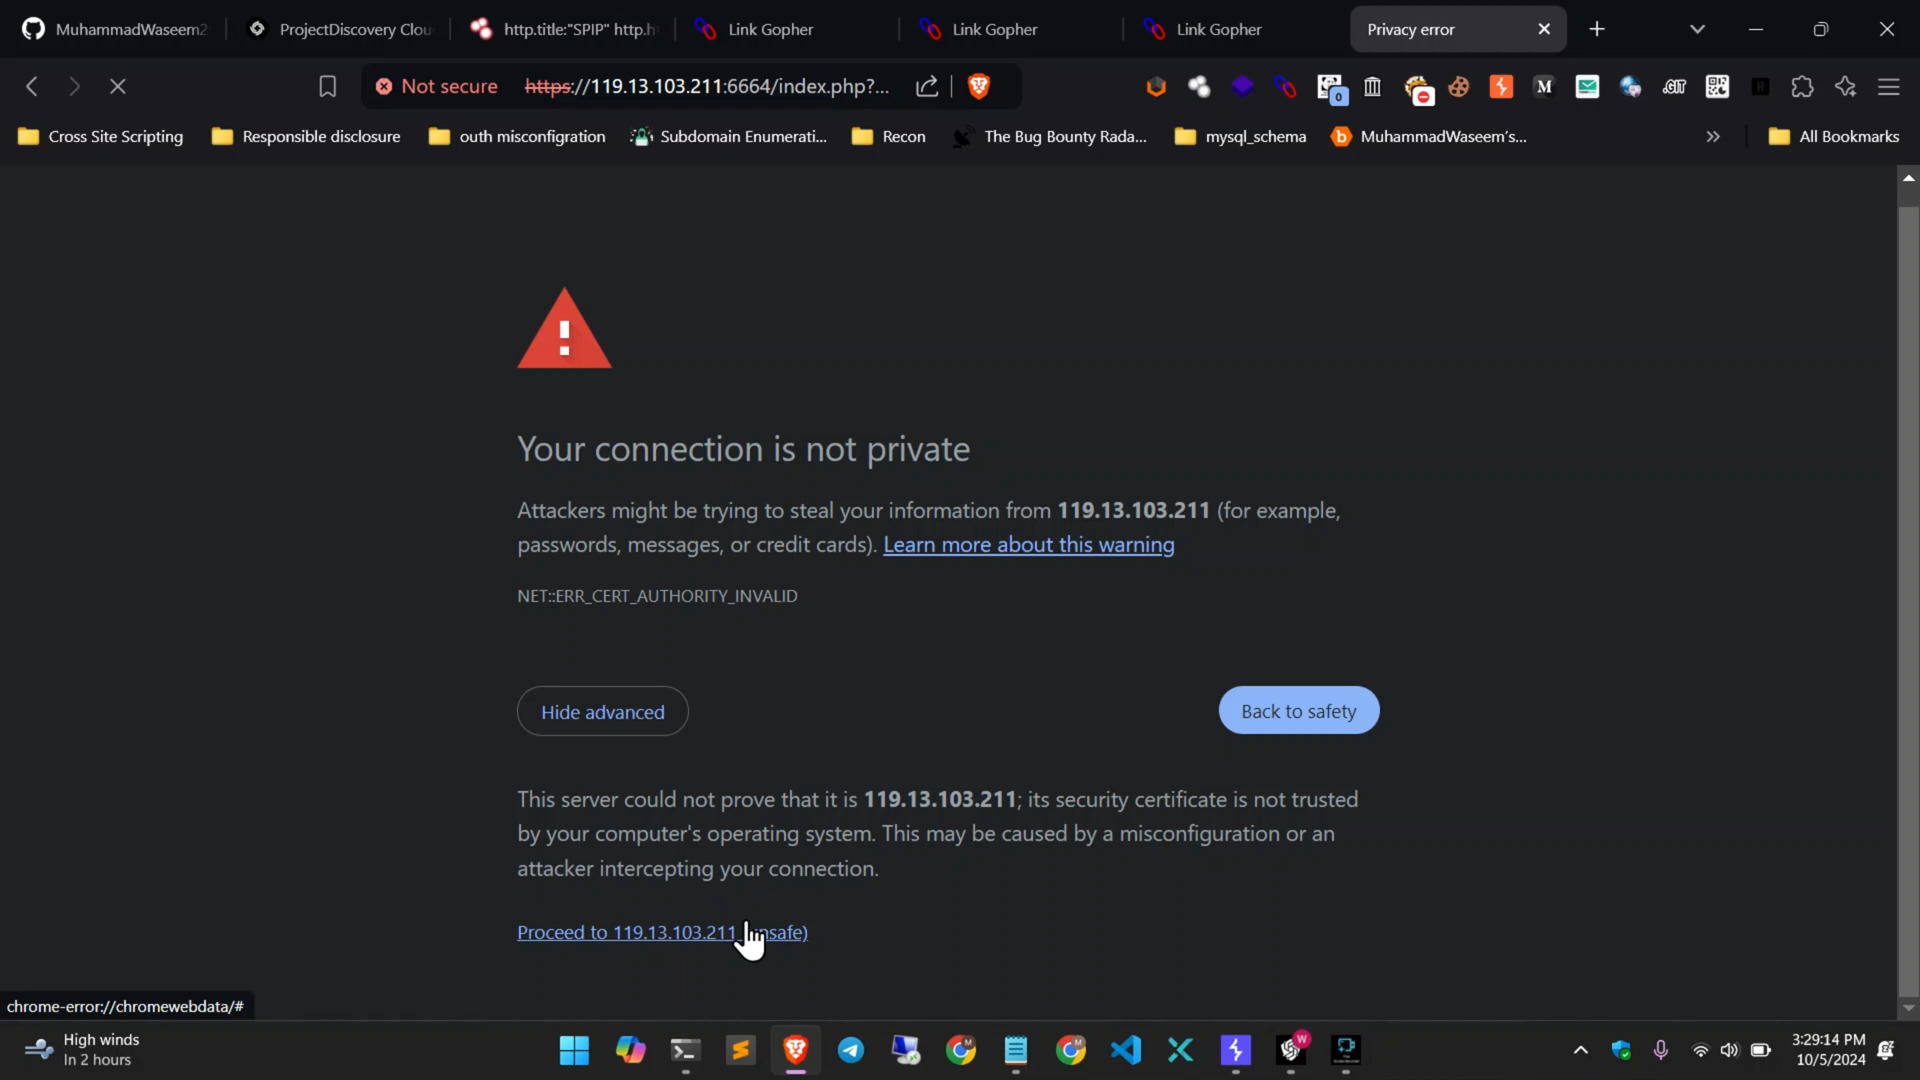 MuhammadWaseem2
ProjectDiscovery Clou
http.title:"SPIP" http.h
Link Gopher
Link Gopher
Link Gopher
Privacy error
Not secure
https://119.13.103.211:6664/index.php?...
0
M
GIT
Cross Site Scripting
Responsible disclosure
outh misconfigration
Subdomain Enumerati...
Recon
The Bug Bounty Rada...
mysql_schema
MuhammadWaseem's...
All Bookmarks
Your connection is not private
Attackers might be trying to steal your information from 119.13.103.211 (for example,
passwords, messages, or credit cards). Learn more about this warning
NET::ERR_CERT_AUTHORITY_INVALID
Hide advanced
Back to safety
This server could not prove that it is 119.13.103.211; its security certificate is not trusted
by your computer's operating system. This may be caused by a misconfiguration or an
attacker intercepting your connection.
Proceed to 119.13.103.211 nsafe)
chrome-error://chromewebdata/#
High winds
In 2 hours
W
3:29:14 PM
10/5/2024